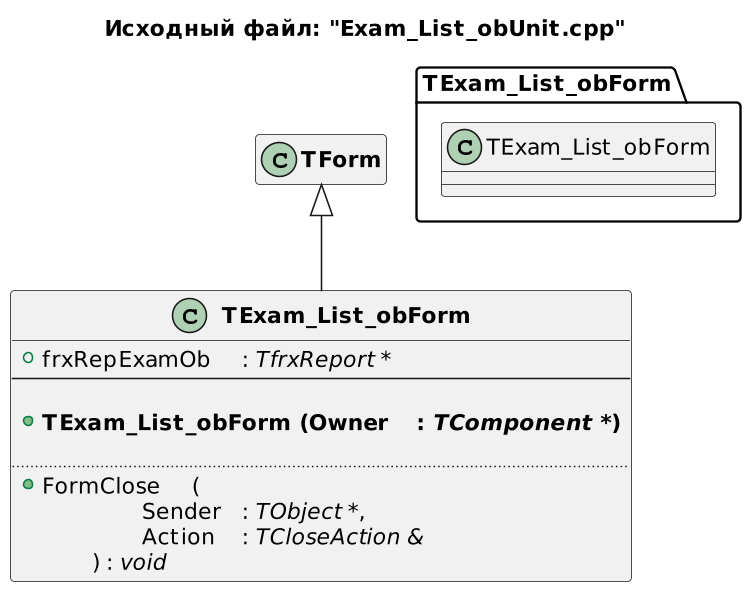 Исходный файл: "Exam_List_obUnit.cpp"
TExam_List_obForm
C TExam_List_obForm
C TForm
C TExam_List_obForm
frxRepExamOb : TfrxReport *
TExam_List_obForm (Owner : TComponent *)
FormClose (
Sender : TObject *,
Action : TCloseAction &
) : void